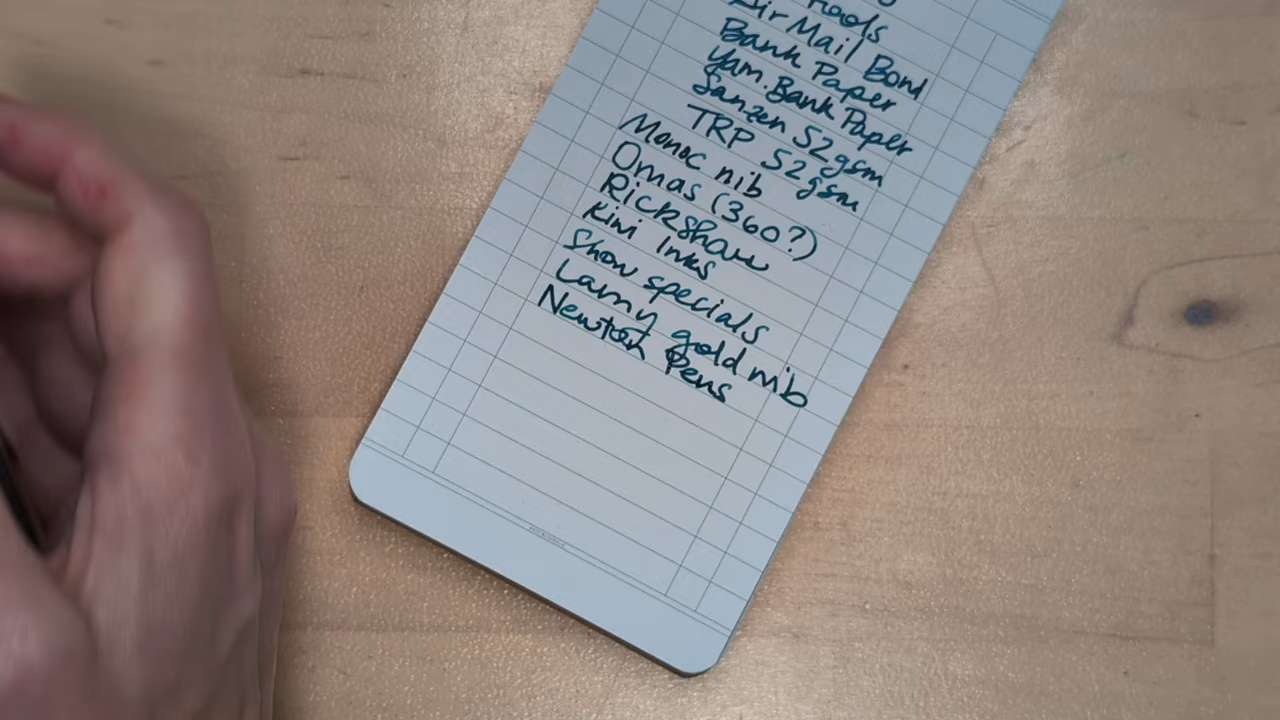 Air Mail Bond
Bank Paper
Yam. Bank Paper
Sanzen 52gsm
TRP 52gsm
Monoc nib
Omas (360?)
Rickshaw
Kiwi Inks
Show specials
Lamy gold nib
Newton Pens